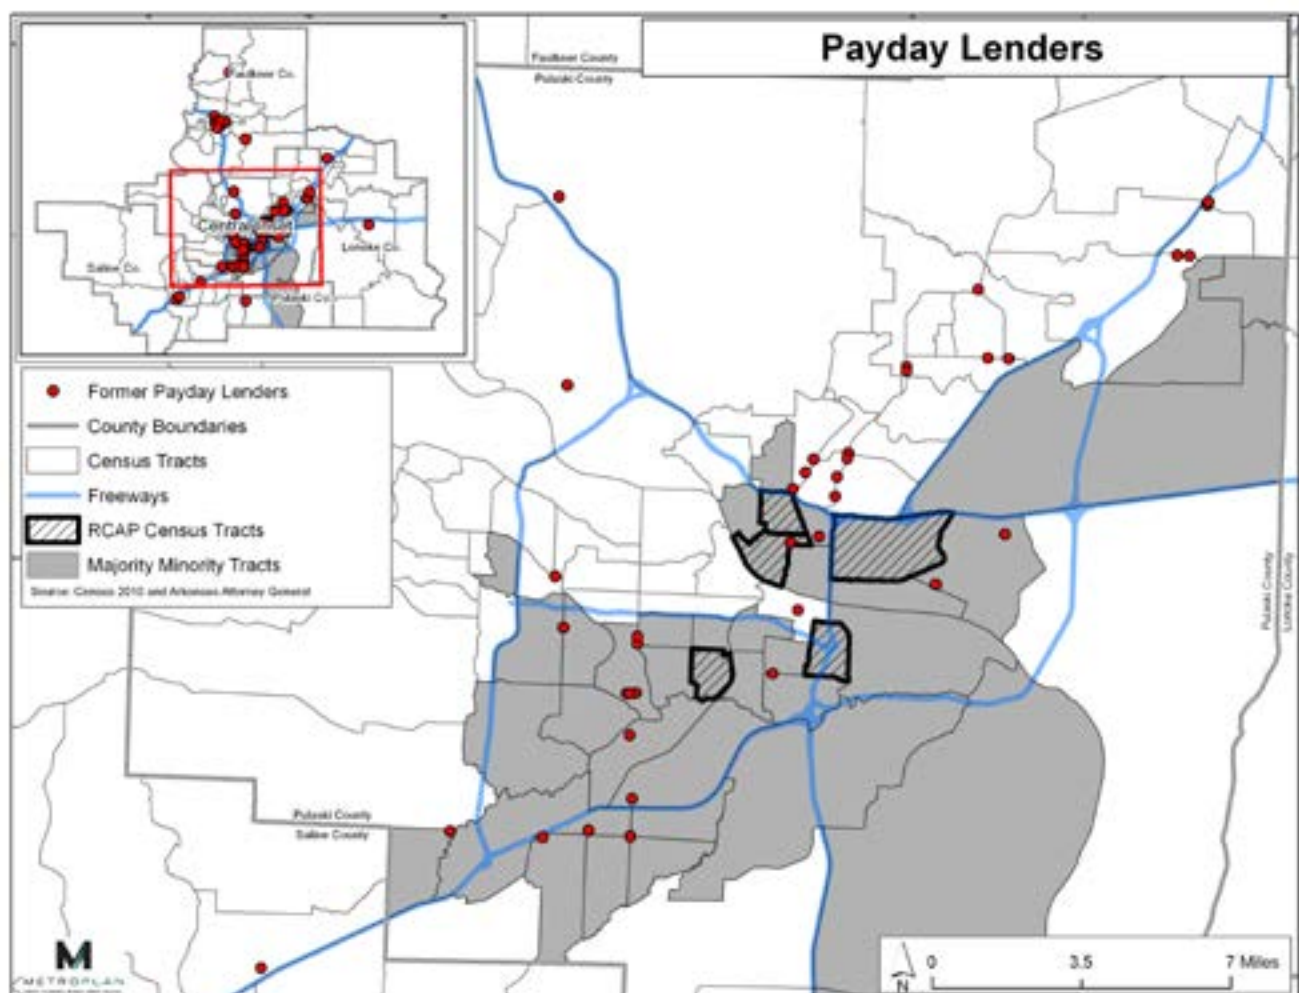 Payday Lenders
Faulkner County
Pulaski County
Faulkner Co.
Central Inset
Lonoke Co.
Saline Co.
Pulaski Co.
Former Payday Lenders
County Boundaries
Census Tracts
Freeways
RCAP Census Tracts
Majority Minority Tracts
Source: Census 2010 and Arkansas Attorney General
Pulaski County
Lonoke County
Pulaski County
Saline County
M
METROPLAN
N
0 3.5 7 Miles